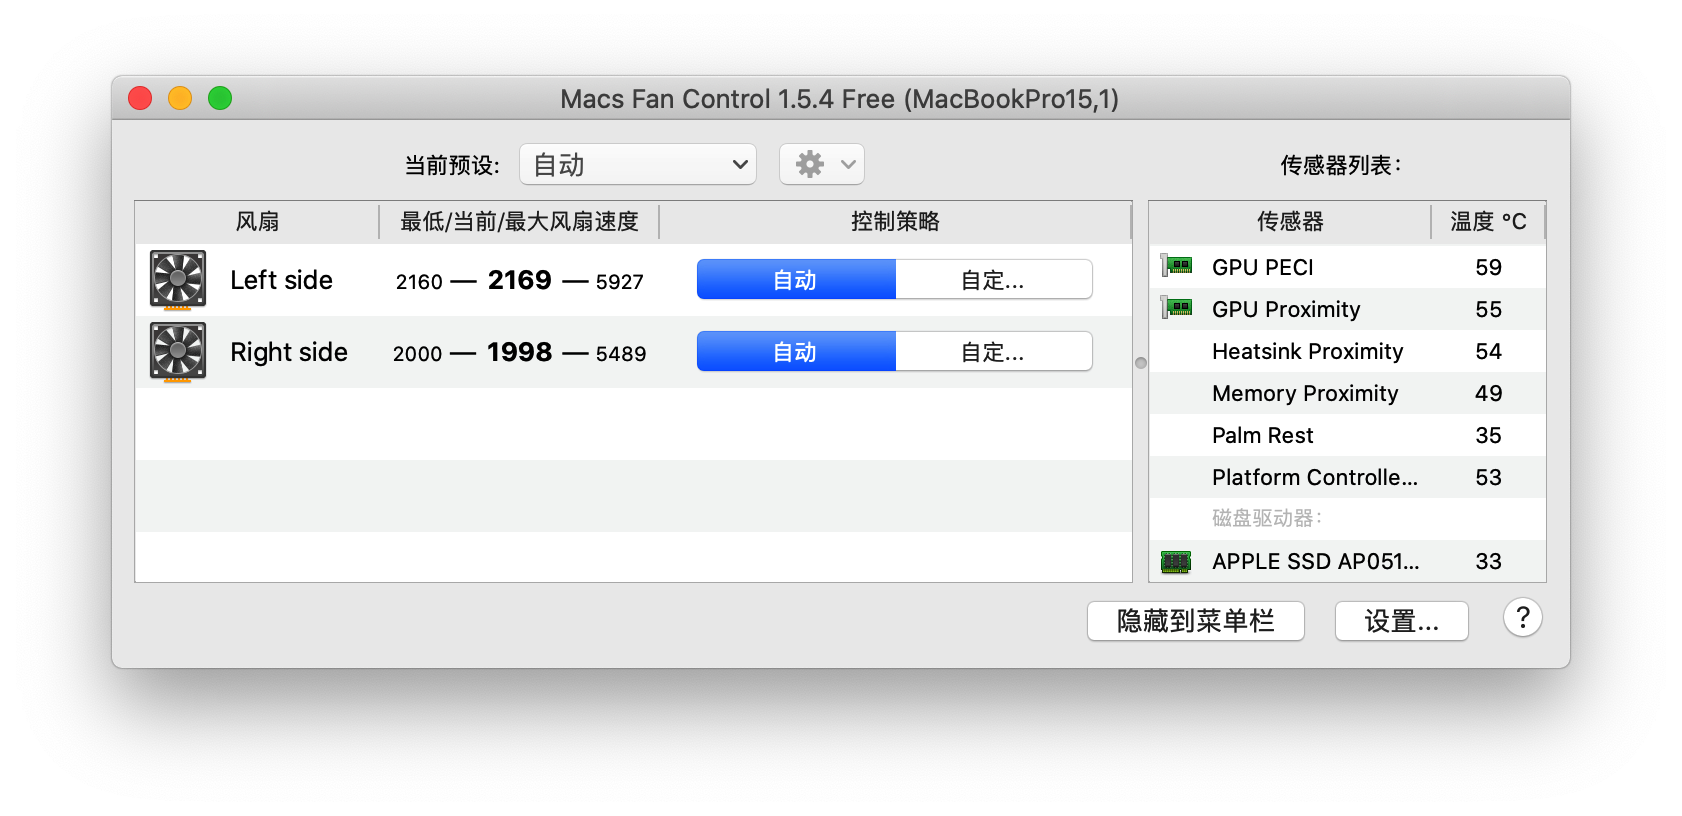 Macs Fan Control 1.5.4 Free (MacBookPro15,1)
当前预设: 自动
传感器列表:
风扇 最低/当前/最大风扇速度 控制策略
传感器 温度 °C
Left side 2160 — 2169 — 5927 自动 自定...
Right side 2000 — 1998 — 5489 自动 自定...
GPU PECI 59
GPU Proximity 55
Heatsink Proximity 54
Memory Proximity 49
Palm Rest 35
Platform Controlle... 53
磁盘驱动器:
APPLE SSD AP051... 33
隐藏到菜单栏 设置... ?